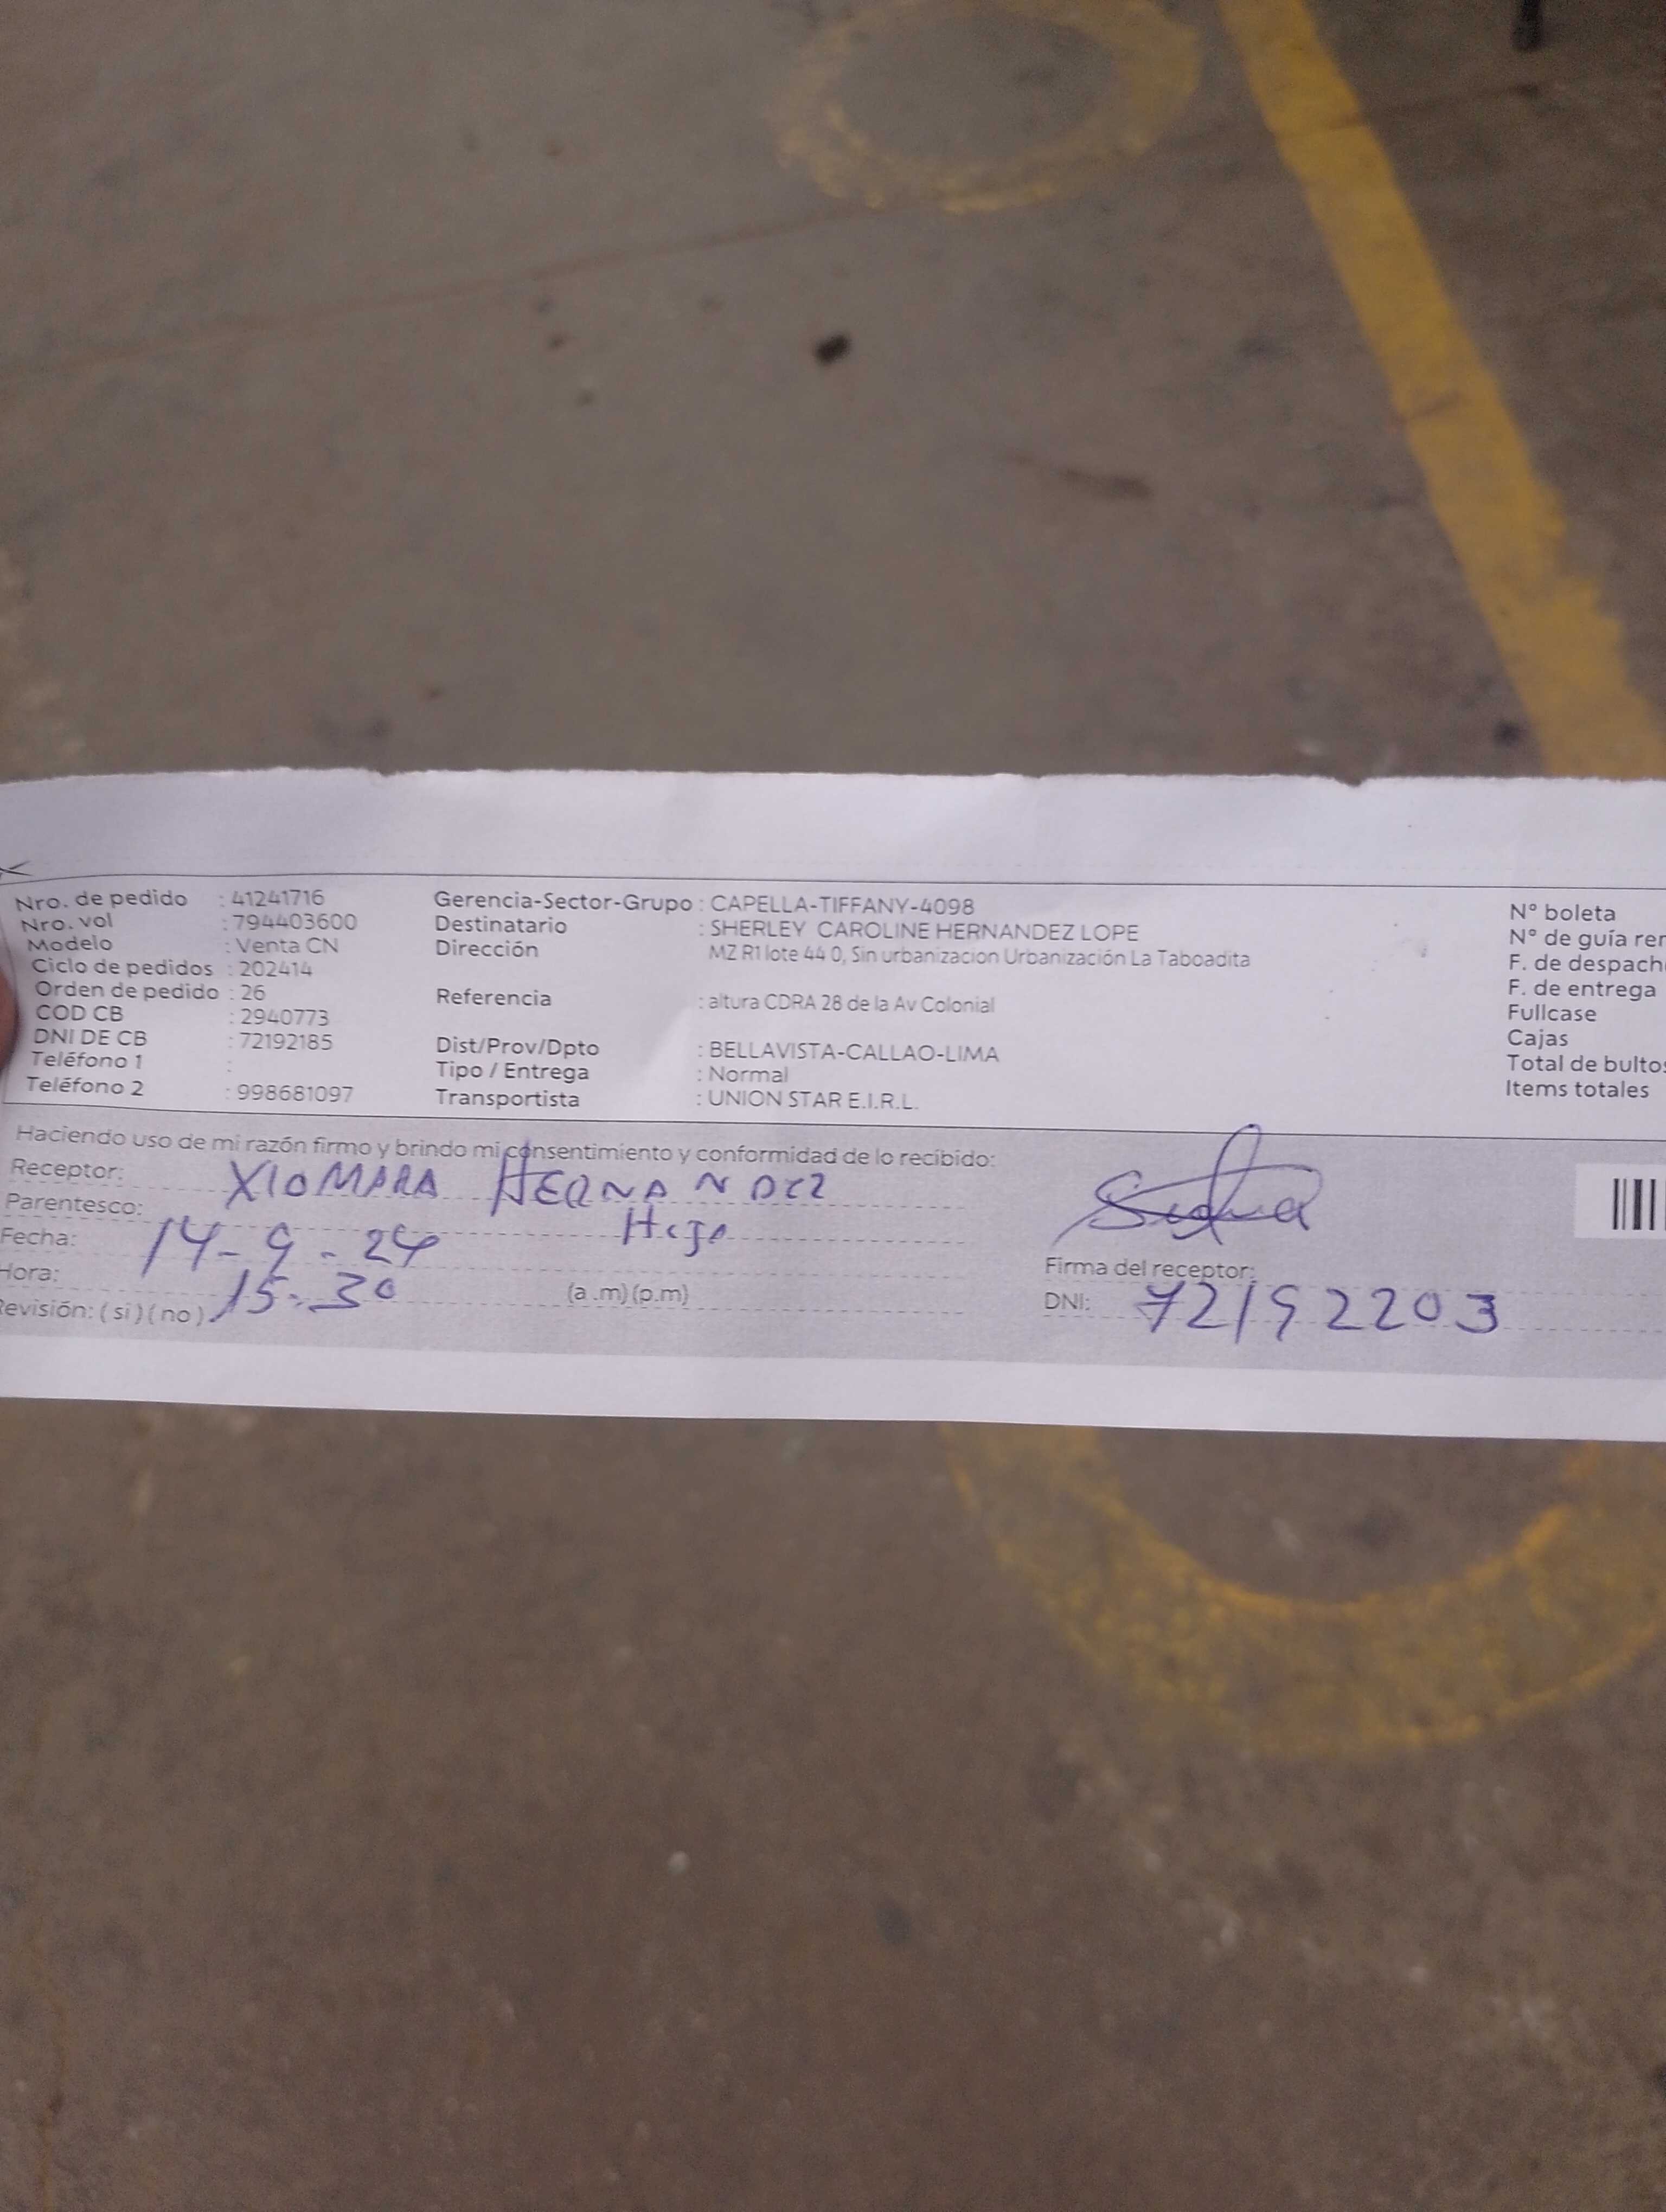 Nro. de pedido : 41241716
Nro. vol : 794403600
Modelo : Venta CN
Ciclo de pedidos : 202414
Orden de pedido : 26
COD CB : 2940773
DNI DE CB : 72192185
Teléfono 1 :
Teléfono 2 : 998681097
Gerencia-Sector-Grupo : CAPELLA-TIFFANY-4098
Destinatario : SHERLEY CAROLINE HERNANDEZ LOPE
Dirección MZ R1 lote 44 0, Sin urbanizacion Urbanización La Taboadita
Referencia : altura CDRA 28 de la Av Colonial
Dist/Prov/Dpto : BELLAVISTA-CALLAO-LIMA
Tipo / Entrega : Normal
Transportista : UNION STAR E.I.R.L.
N° boleta
N° de guía rem
F. de despach
F. de entrega
Fullcase
Cajas
Total de bultos
Items totales
Haciendo uso de mi razón firmo y brindo mi consentimiento y conformidad de lo recibido:
Receptor: XIOMARA HERNANDEZ
Parentesco: Hija
Fecha: 14-9-24
Hora: 15:30 (a.m) (p.m)
Revisión: ( si ) ( no )
Firma del receptor:
DNI: 72192203